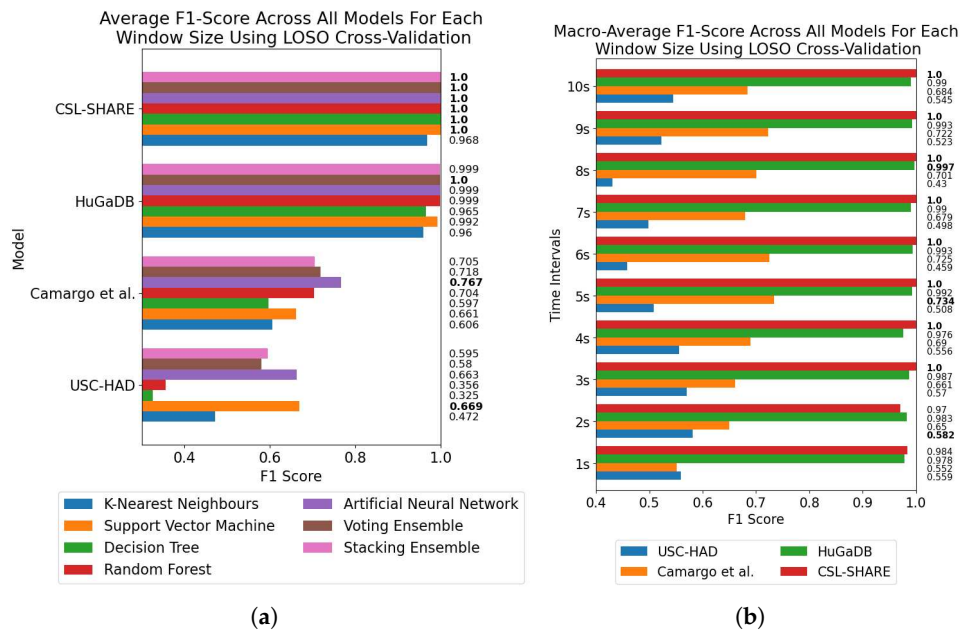 Average F1-Score Across All Models For Each
Window Size Using LOSO Cross-Validation
CSL-SHARE
1.0
1.0
1.0
1.0
1.0
1.0
0.968
HuGaDB
0.999
1.0
0.999
0.999
0.965
0.992
0.96
Camargo et al.
0.705
0.718
0.767
0.704
0.597
0.661
0.606
USC-HAD
0.595
0.58
0.663
0.356
0.325
0.669
0.472
Model
0.4 0.6 0.8 1.0
F1 Score
K-Nearest Neighbours
Support Vector Machine
Decision Tree
Random Forest
Artificial Neural Network
Voting Ensemble
Stacking Ensemble
(a)
Macro-Average F1-Score Across All Models For Each
Window Size Using LOSO Cross-Validation
10s
1.0
0.99
0.684
0.545
9s
1.0
0.993
0.722
0.523
8s
1.0
0.997
0.701
0.43
7s
1.0
0.99
0.679
0.498
6s
1.0
0.993
0.725
0.459
5s
1.0
0.992
0.734
0.508
4s
1.0
0.976
0.69
0.556
3s
1.0
0.987
0.661
0.57
2s
0.97
0.983
0.65
0.582
1s
0.984
0.978
0.552
0.559
Time Intervals
0.4 0.5 0.6 0.7 0.8 0.9 1.0
F1 Score
USC-HAD
Camargo et al.
HuGaDB
CSL-SHARE
(b)